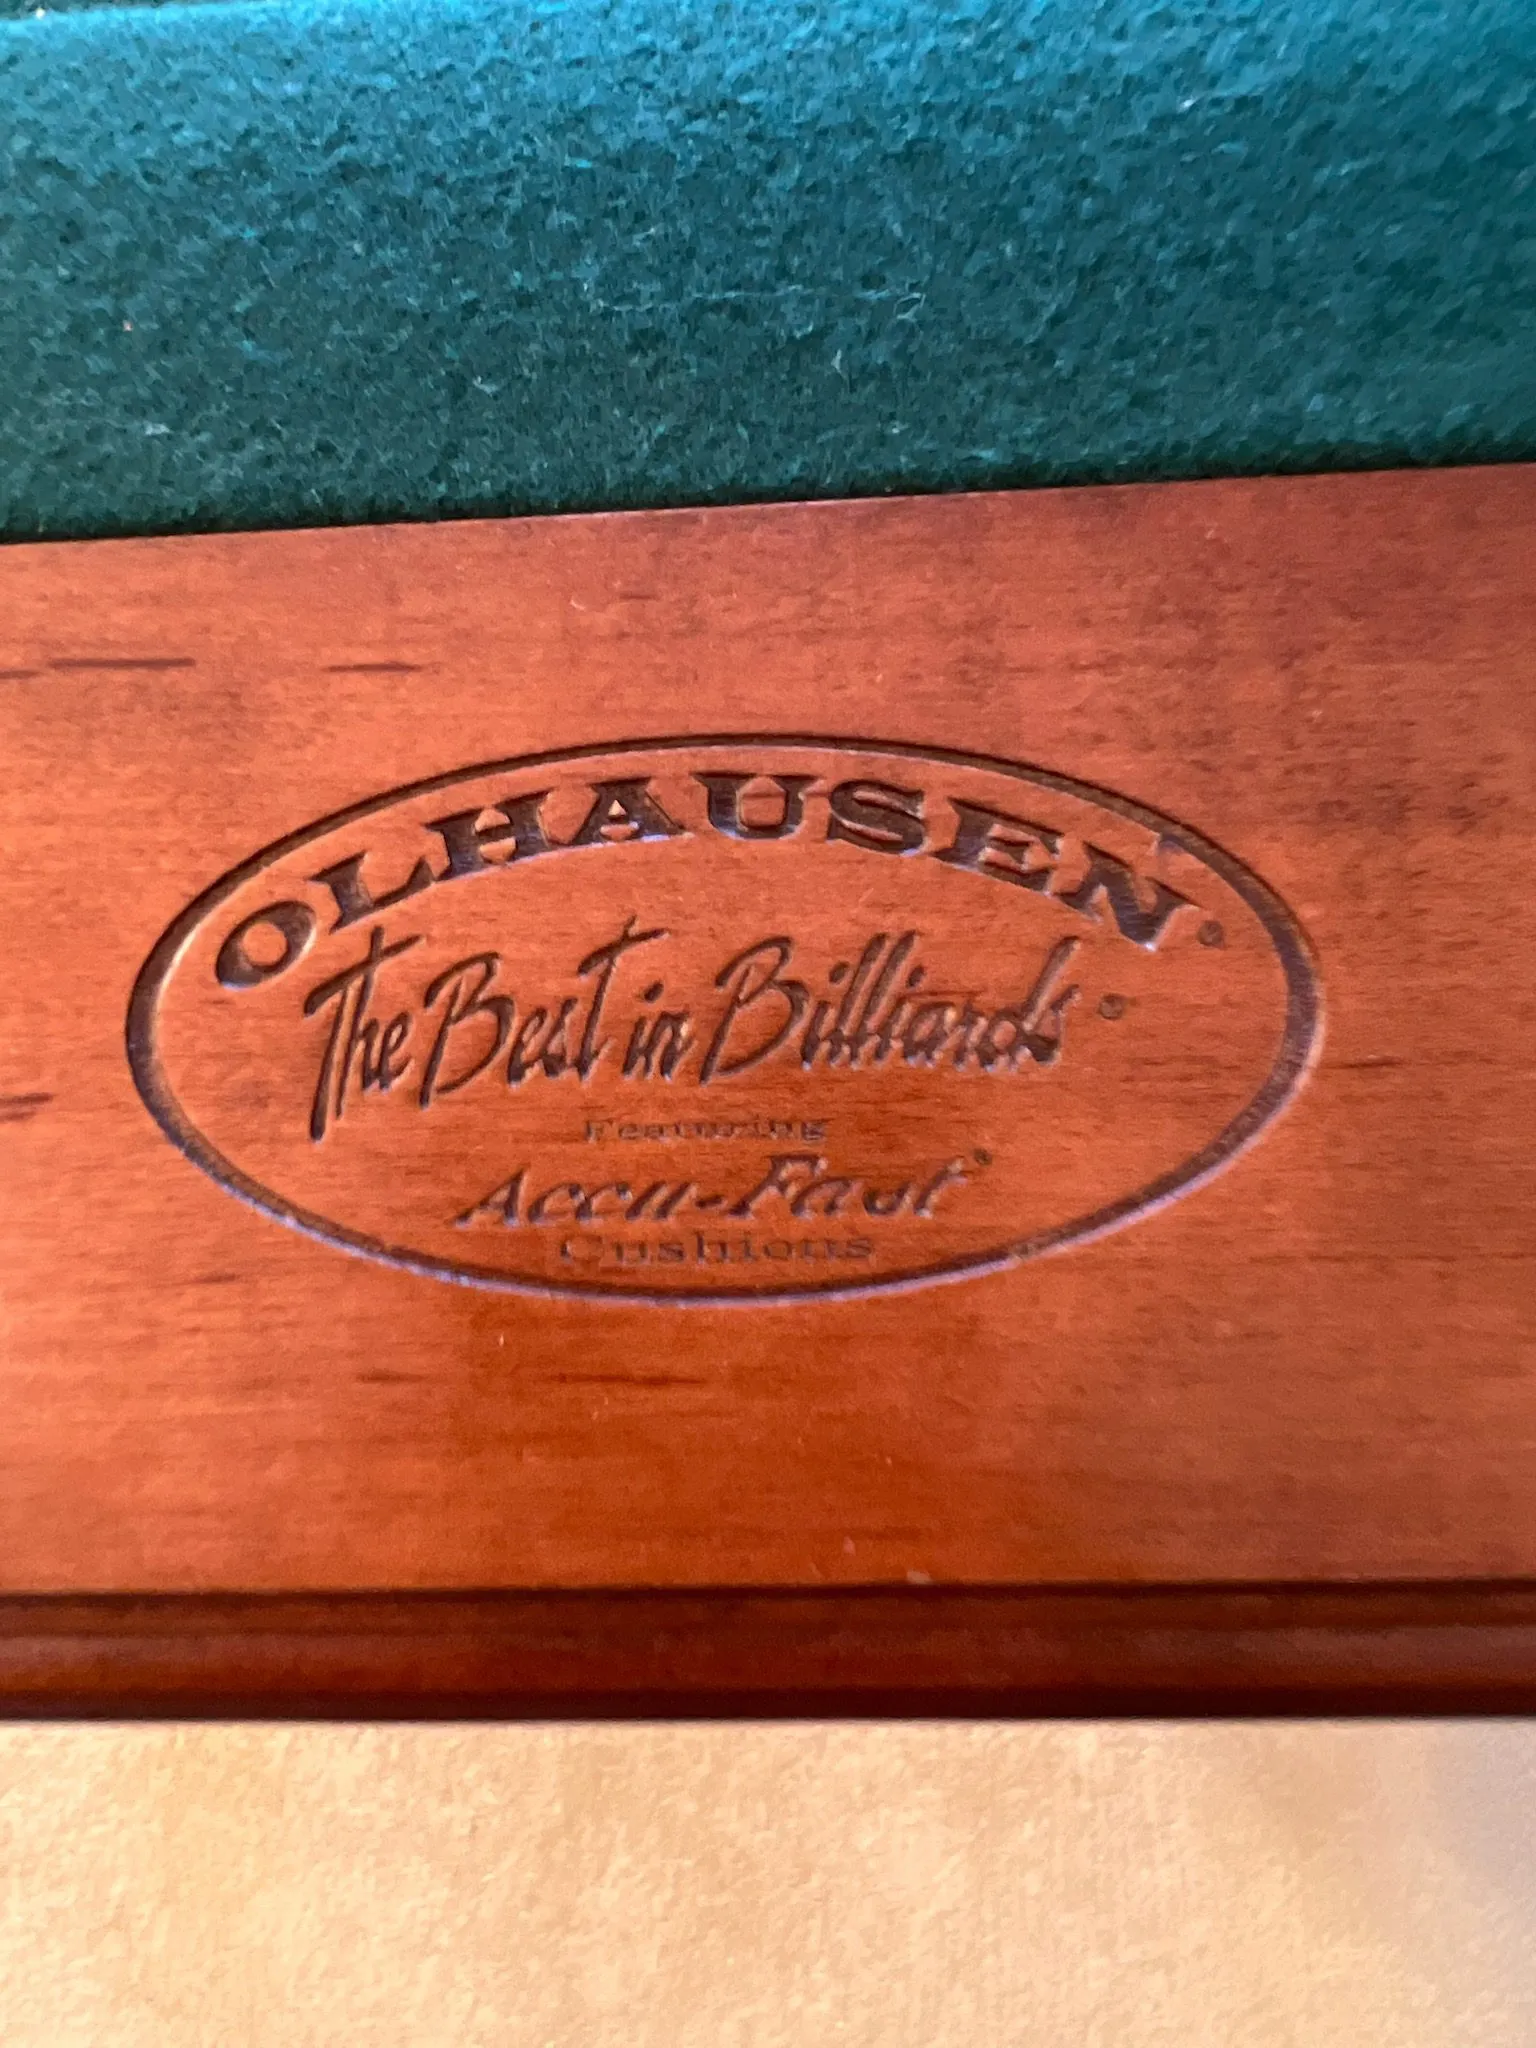 OLHAUSEN®
The Best in Billiards®
Featuring
Accu-Fast®
Cushions